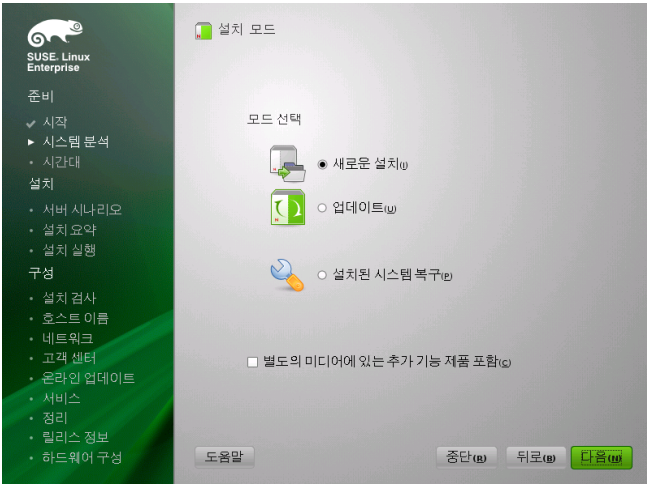 SUSE. Linux
Enterprise
준비
시작
시스템 분석
시간대
설치
서버 시나리오
설치 요약
설치 실행
구성
설치 검사
호스트 이름
네트워크
고객 센터
온라인 업데이트
서비스
정리
릴리스 정보
하드웨어 구성
설치 모드
모드 선택
새로운 설치(I)
업데이트(U)
설치된 시스템 복구(P)
별도의 미디어에 있는 추가 기능 제품 포함(C)
도움말
중단(R)
뒤로(B)
다음(N)